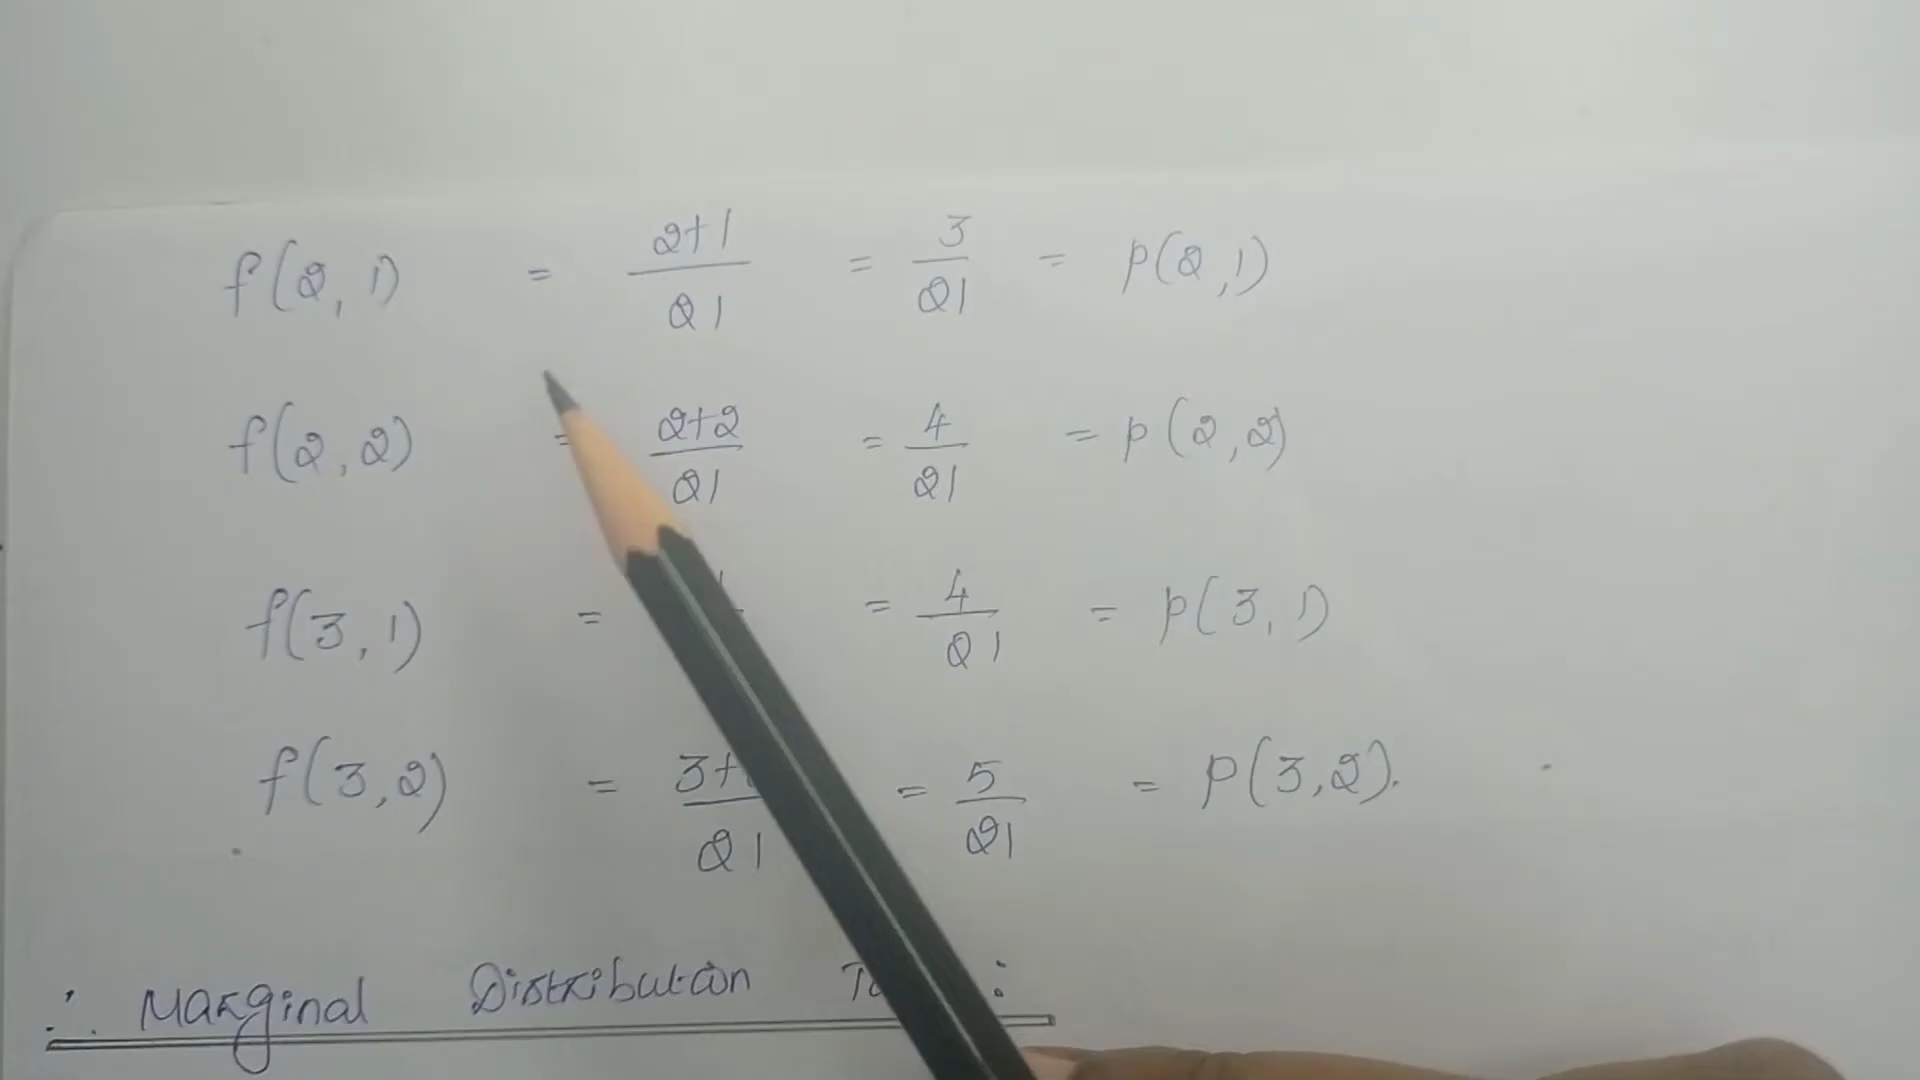 f(2,1) = 2+1/21 = 3/21 = P(2,1)
f(2,2) = 2+2/21 = 4/21 = P(2,2)
f(3,1) = = 4/21 = P(3,1)
f(3,2) = 3+ /21 = 5/21 = P(3,2).
∴ Marginal Distribution :